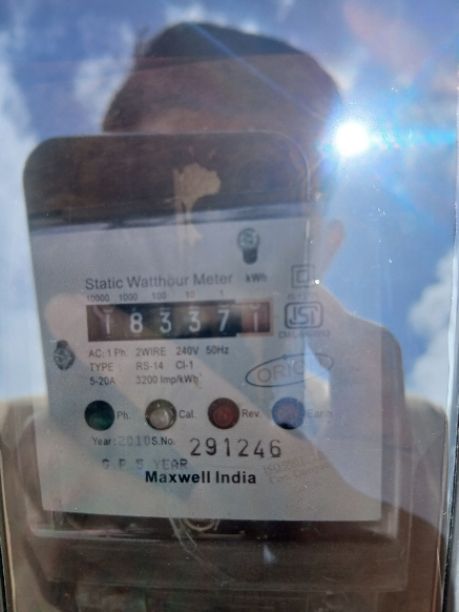 Static Watthour Meter kWh
10000 1000 100 10 1
1 8 3 3 7 1
AC: 1 Ph. 2WIRE 240V 50Hz
TYPE : RS-14 Cl-1
5-20A 3200 Imp/kWh
Ph. Cal. Rev. Earth
Year:2010 S.No. 291246
YEAR
Maxwell India